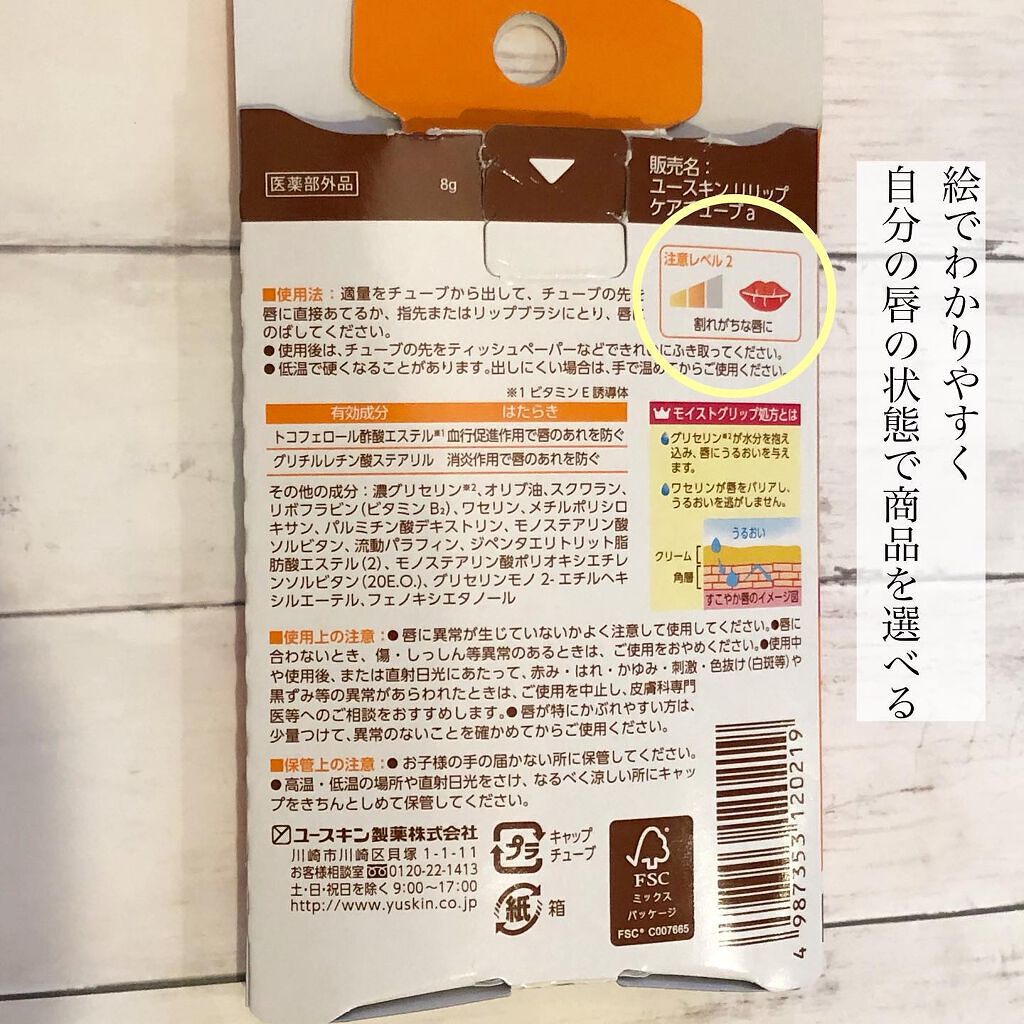 医薬部外品
8g
販売名：
ユースキン リリップ
ケアチューブa
注意レベル2
割れがちな唇に
■使用法：適量をチューブから出して、チューブの先を
唇に直接あてるか、指先またはリップブラシにとり、唇に
のばしてください。
●使用後は、チューブの先をティッシュペーパーなどできれいにふき取ってください。
●低温で硬くなることがあります。出しにくい場合は、手で温めてからご使用ください。
※1 ビタミンE誘導体
有効成分 はたらき
トコフェロール酢酸エステル※1 血行促進作用で唇のあれを防ぐ
グリチルレチン酸ステアリル 消炎作用で唇のあれを防ぐ
その他の成分：濃グリセリン※2、オリブ油、スクワラン、
リボフラビン(ビタミンB₂)、ワセリン、メチルポリシロ
キサン、パルミチン酸デキストリン、モノステアリン酸
ソルビタン、流動パラフィン、ジペンタエリトリット脂
肪酸エステル(2)、モノステアリン酸ポリオキシエチレ
ンソルビタン(20E.O.)、グリセリンモノ2-エチルヘキ
シルエーテル、フェノキシエタノール
モイストグリップ処方とは
グリセリン※2が水分を抱え
込み、唇にうるおいを与え
ます。
ワセリンが唇をバリアし、
うるおいを逃がしません。
うるおい
クリーム
角層
すこやか唇のイメージ図
■使用上の注意：●唇に異常が生じていないかよく注意して使用してください。●唇に
合わないとき、傷・しっしん等異常のあるときは、ご使用をおやめください。●使用中
や使用後、または直射日光にあたって、赤み・はれ・かゆみ・刺激・色抜け(白斑等)や
黒ずみ等の異常があらわれたときは、ご使用を中止し、皮膚科専門
医等へのご相談をおすすめします。●唇が特にかぶれやすい方は、
少量つけて、異常のないことを確かめてからご使用ください。
■保管上の注意：●お子様の手の届かない所に保管してください。
●高温・低温の場所や直射日光をさけ、なるべく涼しい所にキャッ
プをきちんとしめて保管してください。
ユースキン製薬株式会社
川崎市川崎区貝塚1-1-11
お客様相談室 0120-22-1413
土・日・祝日を除く 9:00～17:00
http://www.yuskin.co.jp
プラ
キャップ
チューブ
紙
箱
FSC
ミックス
パッケージ
FSC® C007665
4 987353 120219
絵でわかりやすく
自分の唇の状態で商品を選べる